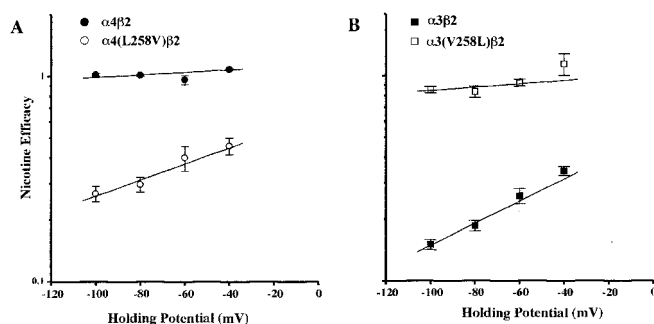 A
● α4β2
○ α4(L258V)β2
Nicotine Efficacy
1
0.1
-120 -100 -80 -60 -40 -20 0
Holding Potential (mV)
B
■ α3β2
□ α3(V258L)β2
-120 -100 -80 -60 -40 -20 0
Holding Potential (mV)